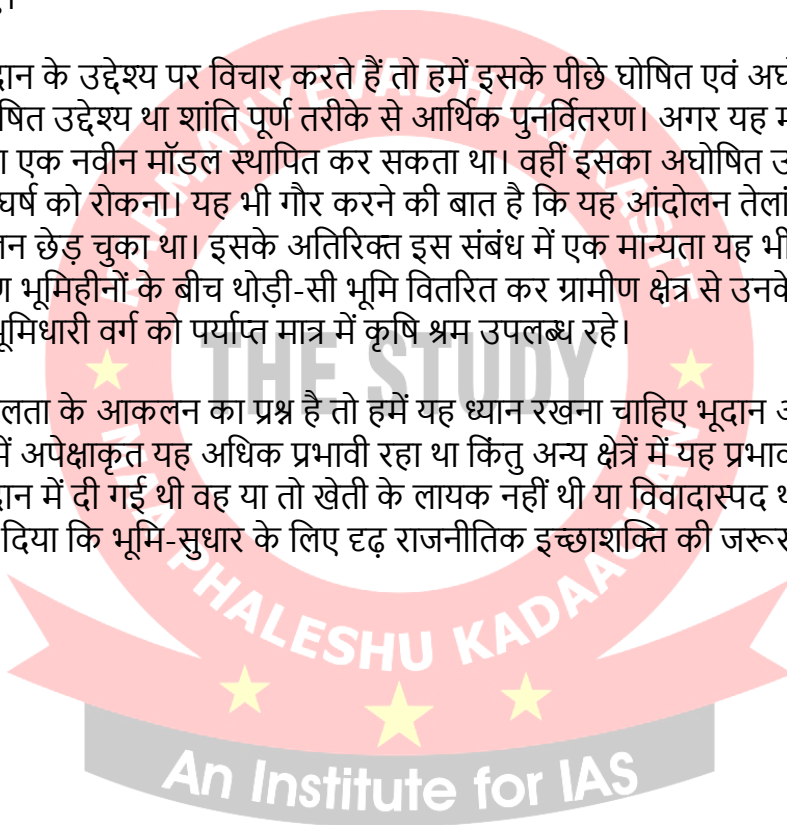 दान के उद्देश्य पर विचार करते हैं तो हमें इसके पीछे घोषित एवं अघो
षित उद्देश्य था शांति पूर्ण तरीके से आर्थिक पुनर्वितरण। अगर यह म
ा एक नवीन मॉडल स्थापित कर सकता था। वहीं इसका अघोषित उ
घर्ष को रोकना। यह भी गौर करने की बात है कि यह आंदोलन तेलां
लन छेड़ चुका था। इसके अतिरिक्त इस संबंध में एक मान्यता यह भी
ण भूमिहीनों के बीच थोड़ी-सी भूमि वितरित कर ग्रामीण क्षेत्र से उनके
भूमिधारी वर्ग को पर्याप्त मात्र में कृषि श्रम उपलब्ध रहे।
लता के आकलन का प्रश्न है तो हमें यह ध्यान रखना चाहिए भूदान अ
में अपेक्षाकृत यह अधिक प्रभावी रहा था किंतु अन्य क्षेत्रें में यह प्रभाव
दान में दी गई थी वह या तो खेती के लायक नहीं थी या विवादास्पद थ
दिया कि भूमि-सुधार के लिए दृढ़ राजनीतिक इच्छाशक्ति की जरूर
KARMANYEVADHIKARASTE
THE STUDY
MAA PHALESHU KADAACHAN
An Institute for IAS